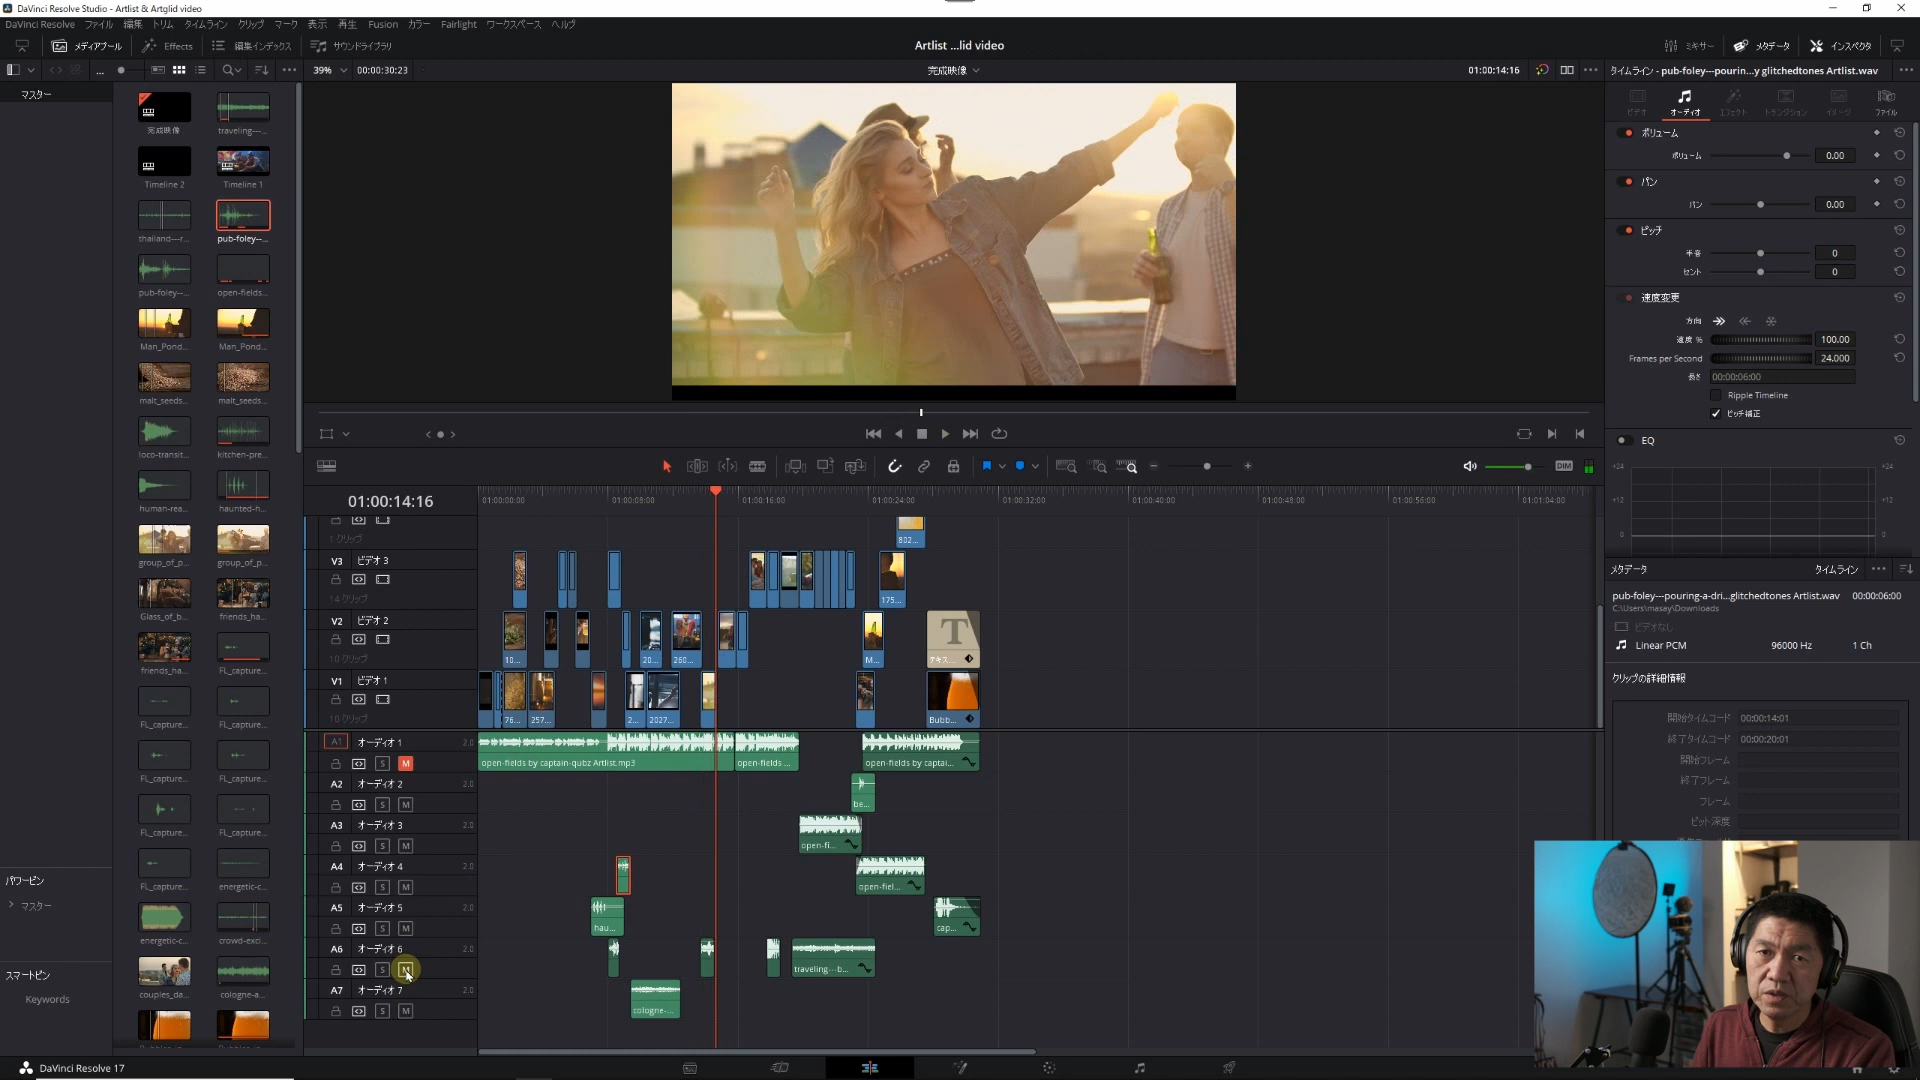 DaVinci Resolve Studio - Artlist & Artglid video
DaVinci Resolve ファイル 編集 トリム タイムライン クリップ マーク 表示 再生 Fusion カラー Fairlight ワークスペース ヘルプ
メディアプール Effects 編集インデックス サウンドライブラリ
Artlist ...lid video
ミキサー メタデータ インスペクタ
39% 00:00:30:23
完成映像
01:00:14:16
タイムライン - pub-foley---pourin...y glitchedtones Artlist.wav
マスター
完成映像 traveling---...
Timeline 2 Timeline 1
thailand---r... pub-foley--...
pub-foley--... open-fields...
Man_Pond... Man_Pond...
malt_seeds... malt_seeds...
loco-transit... kitchen-pre...
human-rea... haunted-h...
group_of_p... group_of_p...
Glass_of_b... friends_ha...
friends_ha... FL_capture...
FL_capture... FL_capture...
FL_capture... FL_capture...
FL_capture... FL_capture...
FL_capture... energetic-c...
energetic-c... crowd-exci...
couples_da... cologne-a...
パワービン
マスター
スマートビン
Keywords
ビデオ オーディオ エフェクト トランジション イメージ ファイル
ボリューム
ボリューム 0.00
パン
パン 0.00
ピッチ
半音 0
セント 0
速度変更
方向
速度 % 100.00
Frames per Second 24.000
長さ 00:00:06:00
Ripple Timeline
ピッチ補正
EQ
+24 +24
+12 +12
0 0
メタデータ タイムライン
pub-foley---pouring-a-dri...glitchedtones Artlist.wav 00:00:06:00
C:\Users\masay\Downloads
ビデオなし
Linear PCM 96000 Hz 1 Ch
クリップの詳細情報
開始タイムコード 00:00:14:01
終了タイムコード 00:00:20:01
開始フレーム
終了フレーム
フレーム
ビット深度
DIM
01:00:14:16
01:00:00:00 01:00:08:00 01:00:16:00 01:00:24:00 01:00:32:00 01:00:40:00 01:00:48:00 01:00:56:00 01:01:04:00
1 クリップ
802...
V3 ビデオ 3
14 クリップ
175...
V2 ビデオ 2
10 クリップ
10... 20... 260... M... T テキス...
V1 ビデオ 1
10 クリップ
76... 257... 2... 2027... Bubb...
A1 オーディオ 1 2.0
S M
open-fields by captain-qubz Artlist.mp3 open-fields ... open-fields by captai...
A2 オーディオ 2 2.0
S M
be...
A3 オーディオ 3 2.0
S M
open-fi...
A4 オーディオ 4 2.0
S M
open-fiel...
A5 オーディオ 5 2.0
S M
hau... cap...
A6 オーディオ 6 2.0
S M
traveling---b...
A7 オーディオ 7 2.0
S M
cologne-...
DaVinci Resolve 17